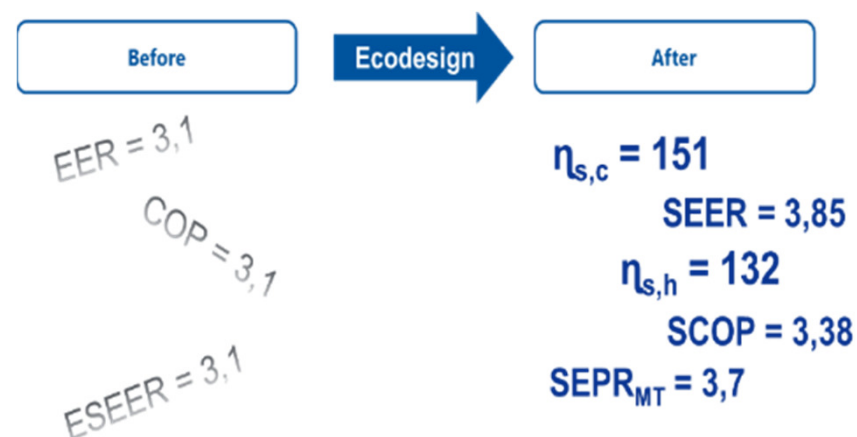 Before
Ecodesign
After
EER = 3,1
COP = 3,1
ESEER = 3,1
ηs,c = 151
SEER = 3,85
ηs,h = 132
SCOP = 3,38
SEPRMT = 3,7